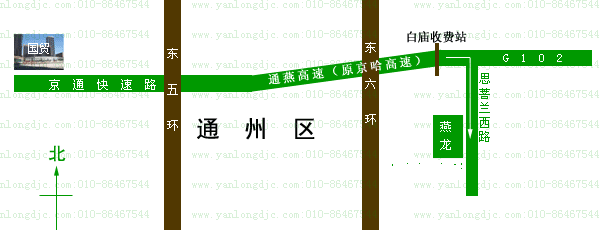 www.yanlongdjc.com 010-86467544
白庙收费站
国贸
东五环
东六环
通燕高速（原京哈高速）
G102
京通快速路
思菩兰西路
通州区
燕龙
北